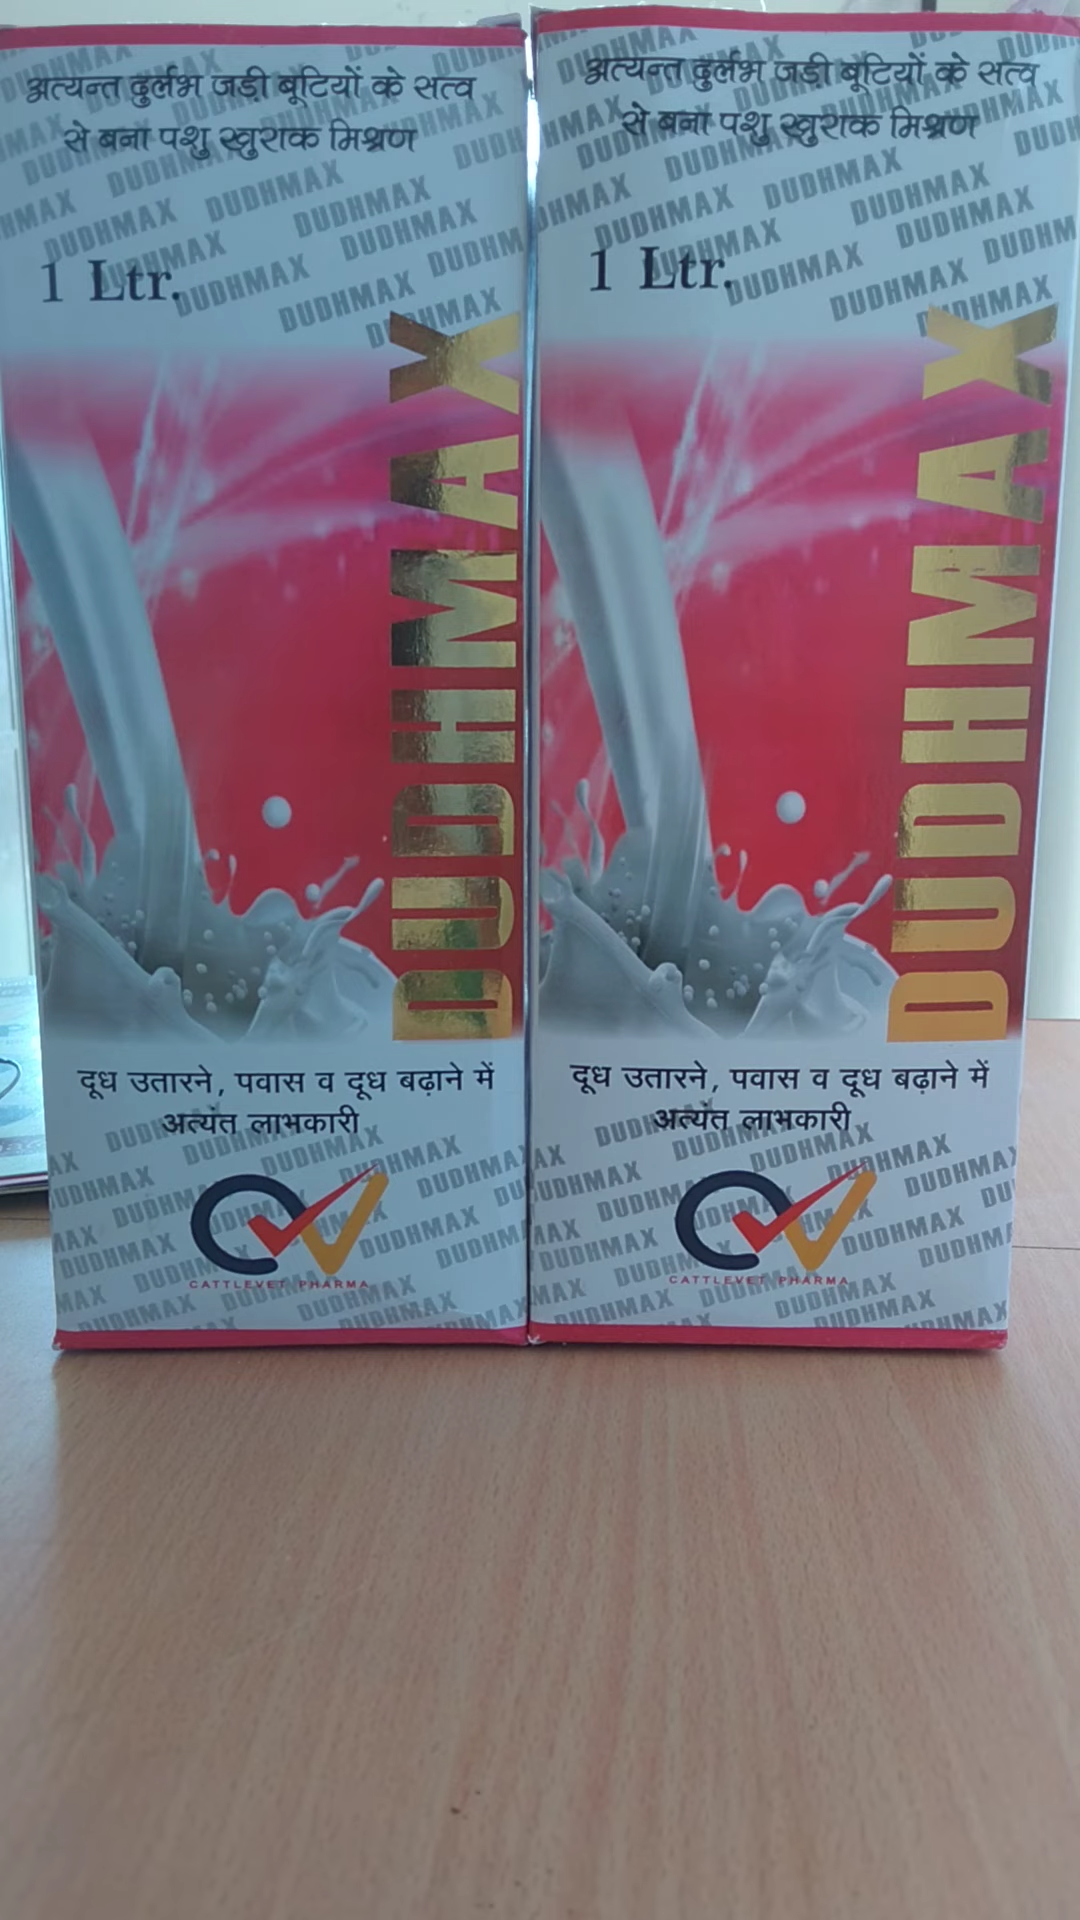 अत्यन्त दुर्लभ जड़ी बूटियों के सत्व
से बना पशु खुराक मिश्रण
1 Ltr.
DUDHMAX
दूध उतारने, पवास व दूध बढ़ाने में
अत्यंत लाभकारी
CATTLEVET PHARMA
अत्यन्त दुर्लभ जड़ी बूटियों के सत्व
से बना पशु खुराक मिश्रण
1 Ltr.
DUDHMAX
दूध उतारने, पवास व दूध बढ़ाने में
अत्यंत लाभकारी
CATTLEVET PHARMA